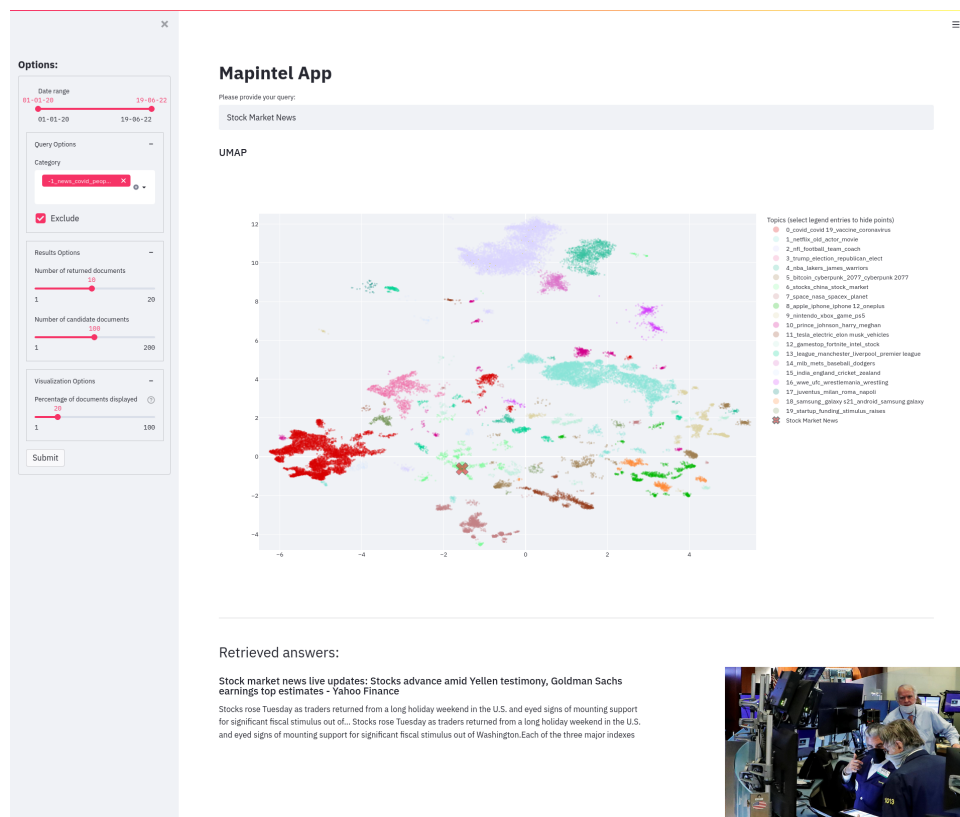 Options:
Date range
01-01-20 19-06-22
01-01-20 19-06-22
Query Options
Category
-1_news_covid_peop...
Exclude
Results Options
Number of returned documents
10
1 20
Number of candidate documents
100
1 200
Visualization Options
Percentage of documents displayed
20
1 100
Submit
Mapintel App
Please provide your query:
Stock Market News
UMAP
12
10
8
6
4
2
0
−2
−4
−6 −4 −2 0 2 4
Topics (select legend entries to hide points)
0_covid_covid 19_vaccine_coronavirus
1_netflix_old_actor_movie
2_nfl_football_team_coach
3_trump_election_republican_elect
4_nba_lakers_james_warriors
5_bitcoin_cyberpunk_2077_cyberpunk 2077
6_stocks_china_stock_market
7_space_nasa_spacex_planet
8_apple_iphone_iphone 12_oneplus
9_nintendo_xbox_game_ps5
10_prince_johnson_harry_meghan
11_tesla_electric_elon musk_vehicles
12_gamestop_fortnite_intel_stock
13_league_manchester_liverpool_premier league
14_mlb_mets_baseball_dodgers
15_india_england_cricket_zealand
16_wwe_ufc_wrestlemania_wrestling
17_juventus_milan_roma_napoli
18_samsung_galaxy s21_android_samsung galaxy
19_startup_funding_stimulus_raises
Stock Market News
Retrieved answers:
Stock market news live updates: Stocks advance amid Yellen testimony, Goldman Sachs
earnings top estimates - Yahoo Finance
Stocks rose Tuesday as traders returned from a long holiday weekend in the U.S. and eyed signs of mounting support
for significant fiscal stimulus out of... Stocks rose Tuesday as traders returned from a long holiday weekend in the U.S.
and eyed signs of mounting support for significant fiscal stimulus out of Washington.Each of the three major indexes
1013